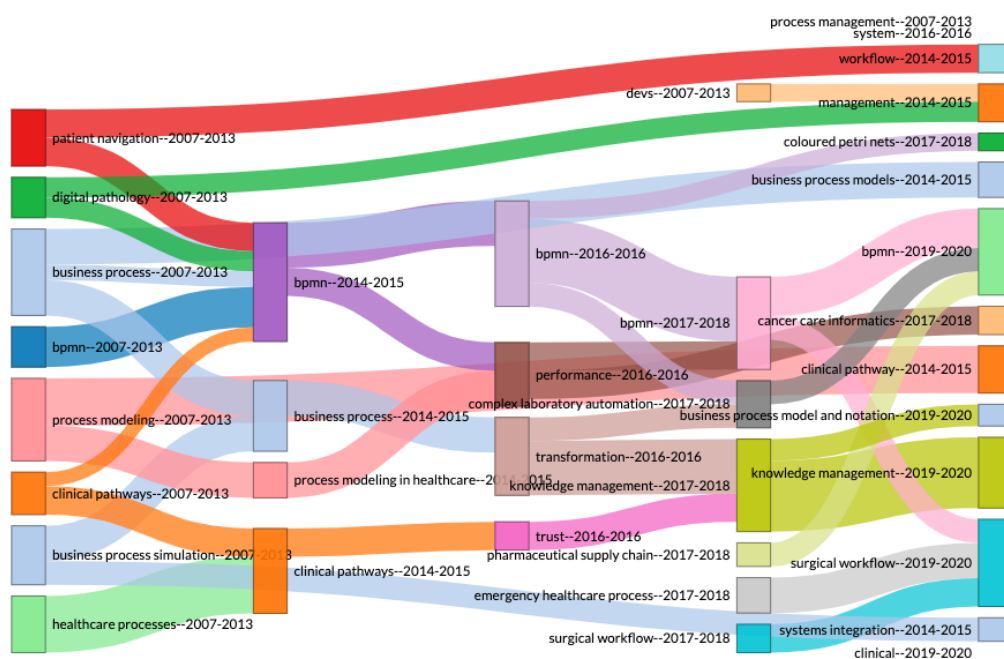 process management--2007-2013
system--2016-2016
workflow--2014-2015
devs--2007-2013
management--2014-2015
patient navigation--2007-2013
coloured petri nets--2017-2018
business process models--2014-2015
digital pathology--2007-2013
bpmn--2019-2020
bpmn--2016-2016
business process--2007-2013
bpmn--2014-2015
bpmn--2017-2018
cancer care informatics--2017-2018
bpmn--2007-2013
clinical pathway--2014-2015
performance--2016-2016
complex laboratory automation--2017-2018
business process model and notation--2019-2020
process modeling--2007-2013
business process--2014-2015
transformation--2016-2016
knowledge management--2019-2020
process modeling in healthcare--2014-2015
knowledge management--2017-2018
clinical pathways--2007-2013
trust--2016-2016
business process simulation--2007-2013
pharmaceutical supply chain--2017-2018
surgical workflow--2019-2020
clinical pathways--2014-2015
emergency healthcare process--2017-2018
healthcare processes--2007-2013
systems integration--2014-2015
surgical workflow--2017-2018
clinical--2019-2020